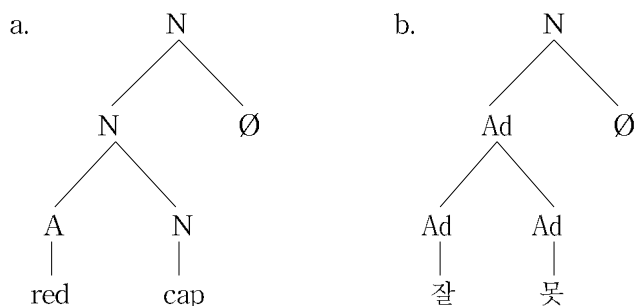 a. N b. N
N Ø Ad Ø
A N Ad Ad
red cap 잘 못